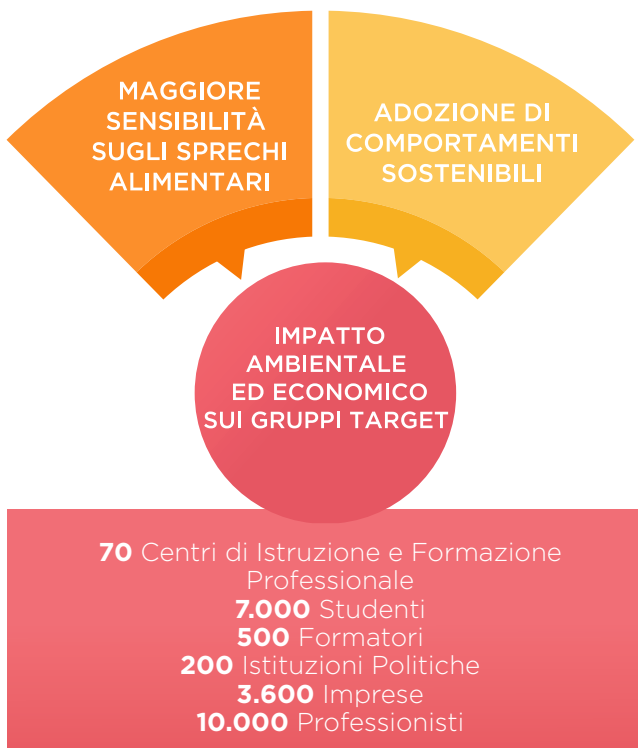 MAGGIORE
SENSIBILITÀ
SUGLI SPRECHI
ALIMENTARI
ADOZIONE DI
COMPORTAMENTI
SOSTENIBILI
IMPATTO
AMBIENTALE
ED ECONOMICO
SUI GRUPPI TARGET
70 Centri di Istruzione e Formazione
Professionale
7.000 Studenti
500 Formatori
200 Istituzioni Politiche
3.600 Imprese
10.000 Professionisti